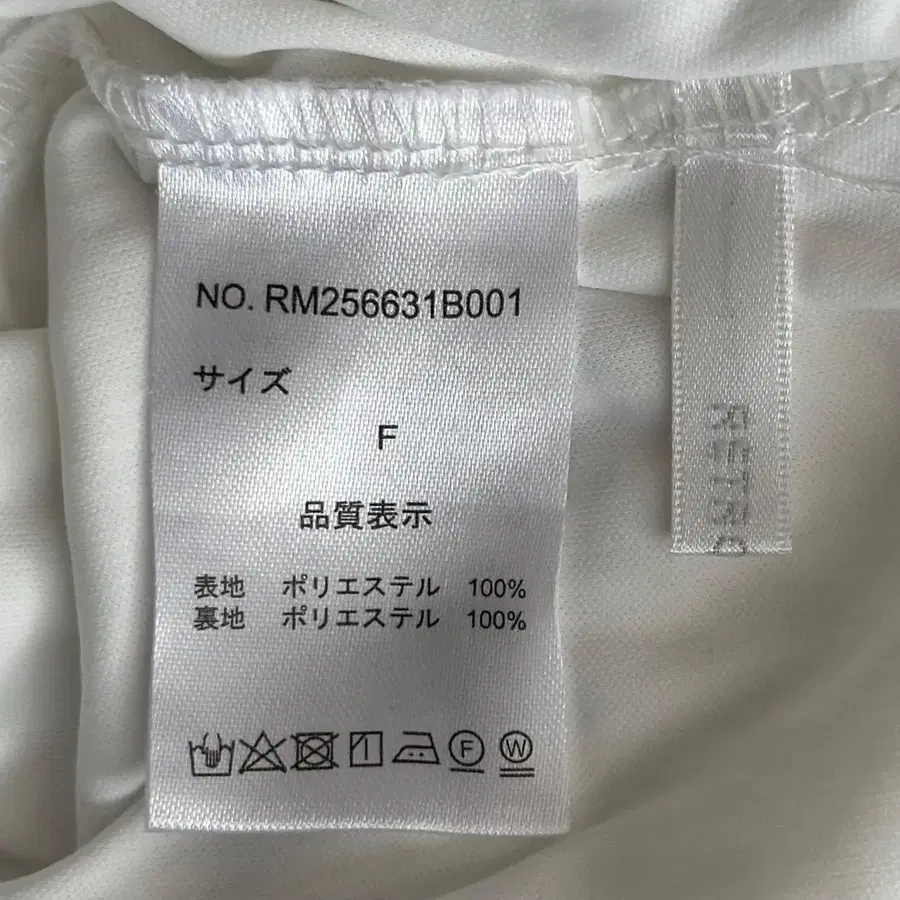 NO. RM256631B001
サイズ
F
品質表示
表地 ポリエステル 100%
裏地 ポリエステル 100%
F
W
RETRO